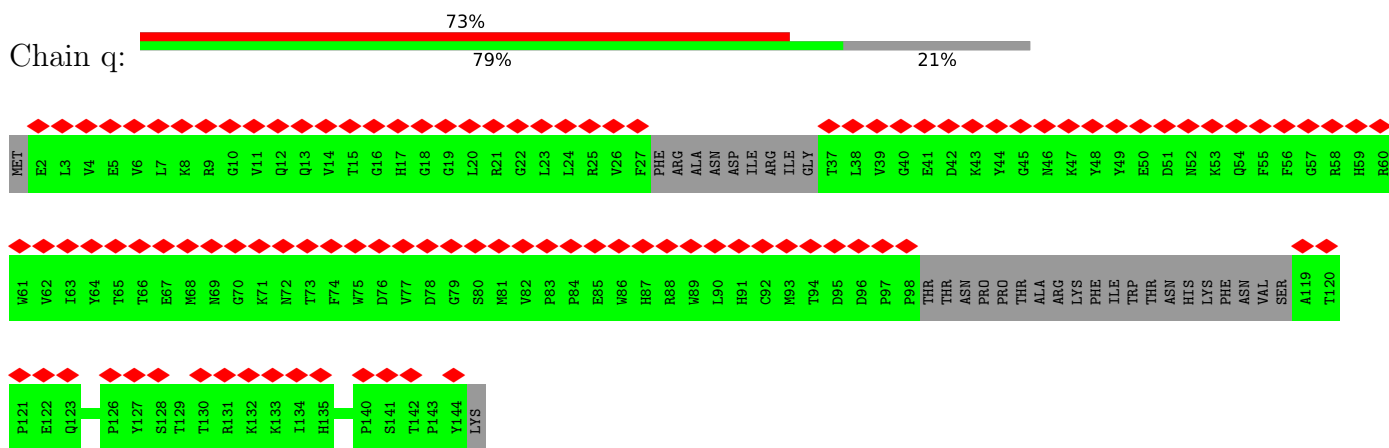 73%
Chain q:
79% 21%
MET E2 L3 V4 E5 V6 L7 K8 R9 G10 V11 Q12 Q13 V14 T15 G16 H17 G18 G19 L20 R21 G22 L23 L24 R25 V26 F27 PHE ARG ALA ASN ASP ILE ARG ILE GLY T37 L38 V39 G40 E41 D42 K43 Y44 G45 N46 K47 Y48 Y49 E50 D51 N52 K53 Q54 F55 F56 G57 R58 H59 R60
W61 V62 I63 Y64 T65 T66 E67 M68 N69 G70 K71 N72 T73 F74 W75 D76 V77 D78 G79 S80 M81 V82 P83 P84 E85 W86 H87 R88 W89 L90 H91 C92 M93 T94 D95 D96 P97 P98 THR THR ASN PRO PRO THR ALA ARG LYS PHE ILE TRP THR ASN HIS LYS PHE ASN VAL SER A119 T120
P121 E122 Q123 P126 Y127 S128 T129 T130 R131 K132 K133 I134 H135 P140 S141 T142 P143 Y144 LYS